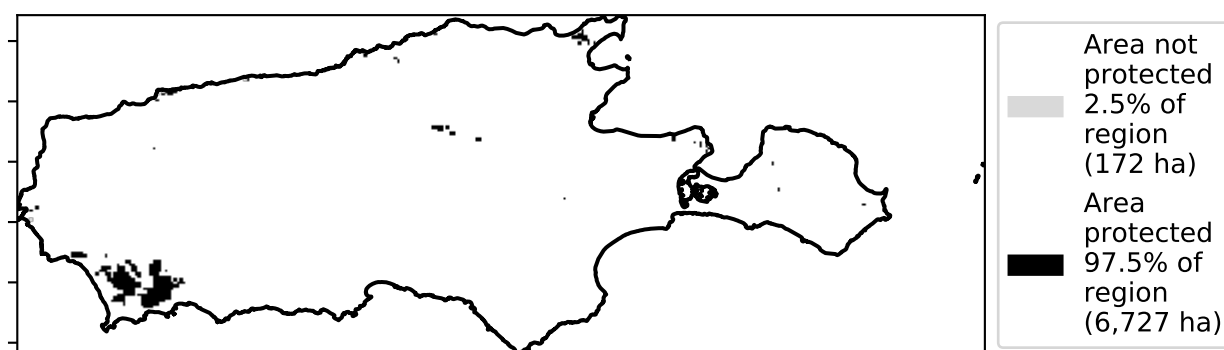 Area not
protected
2.5% of
region
(172 ha)
Area
protected
97.5% of
region
(6,727 ha)